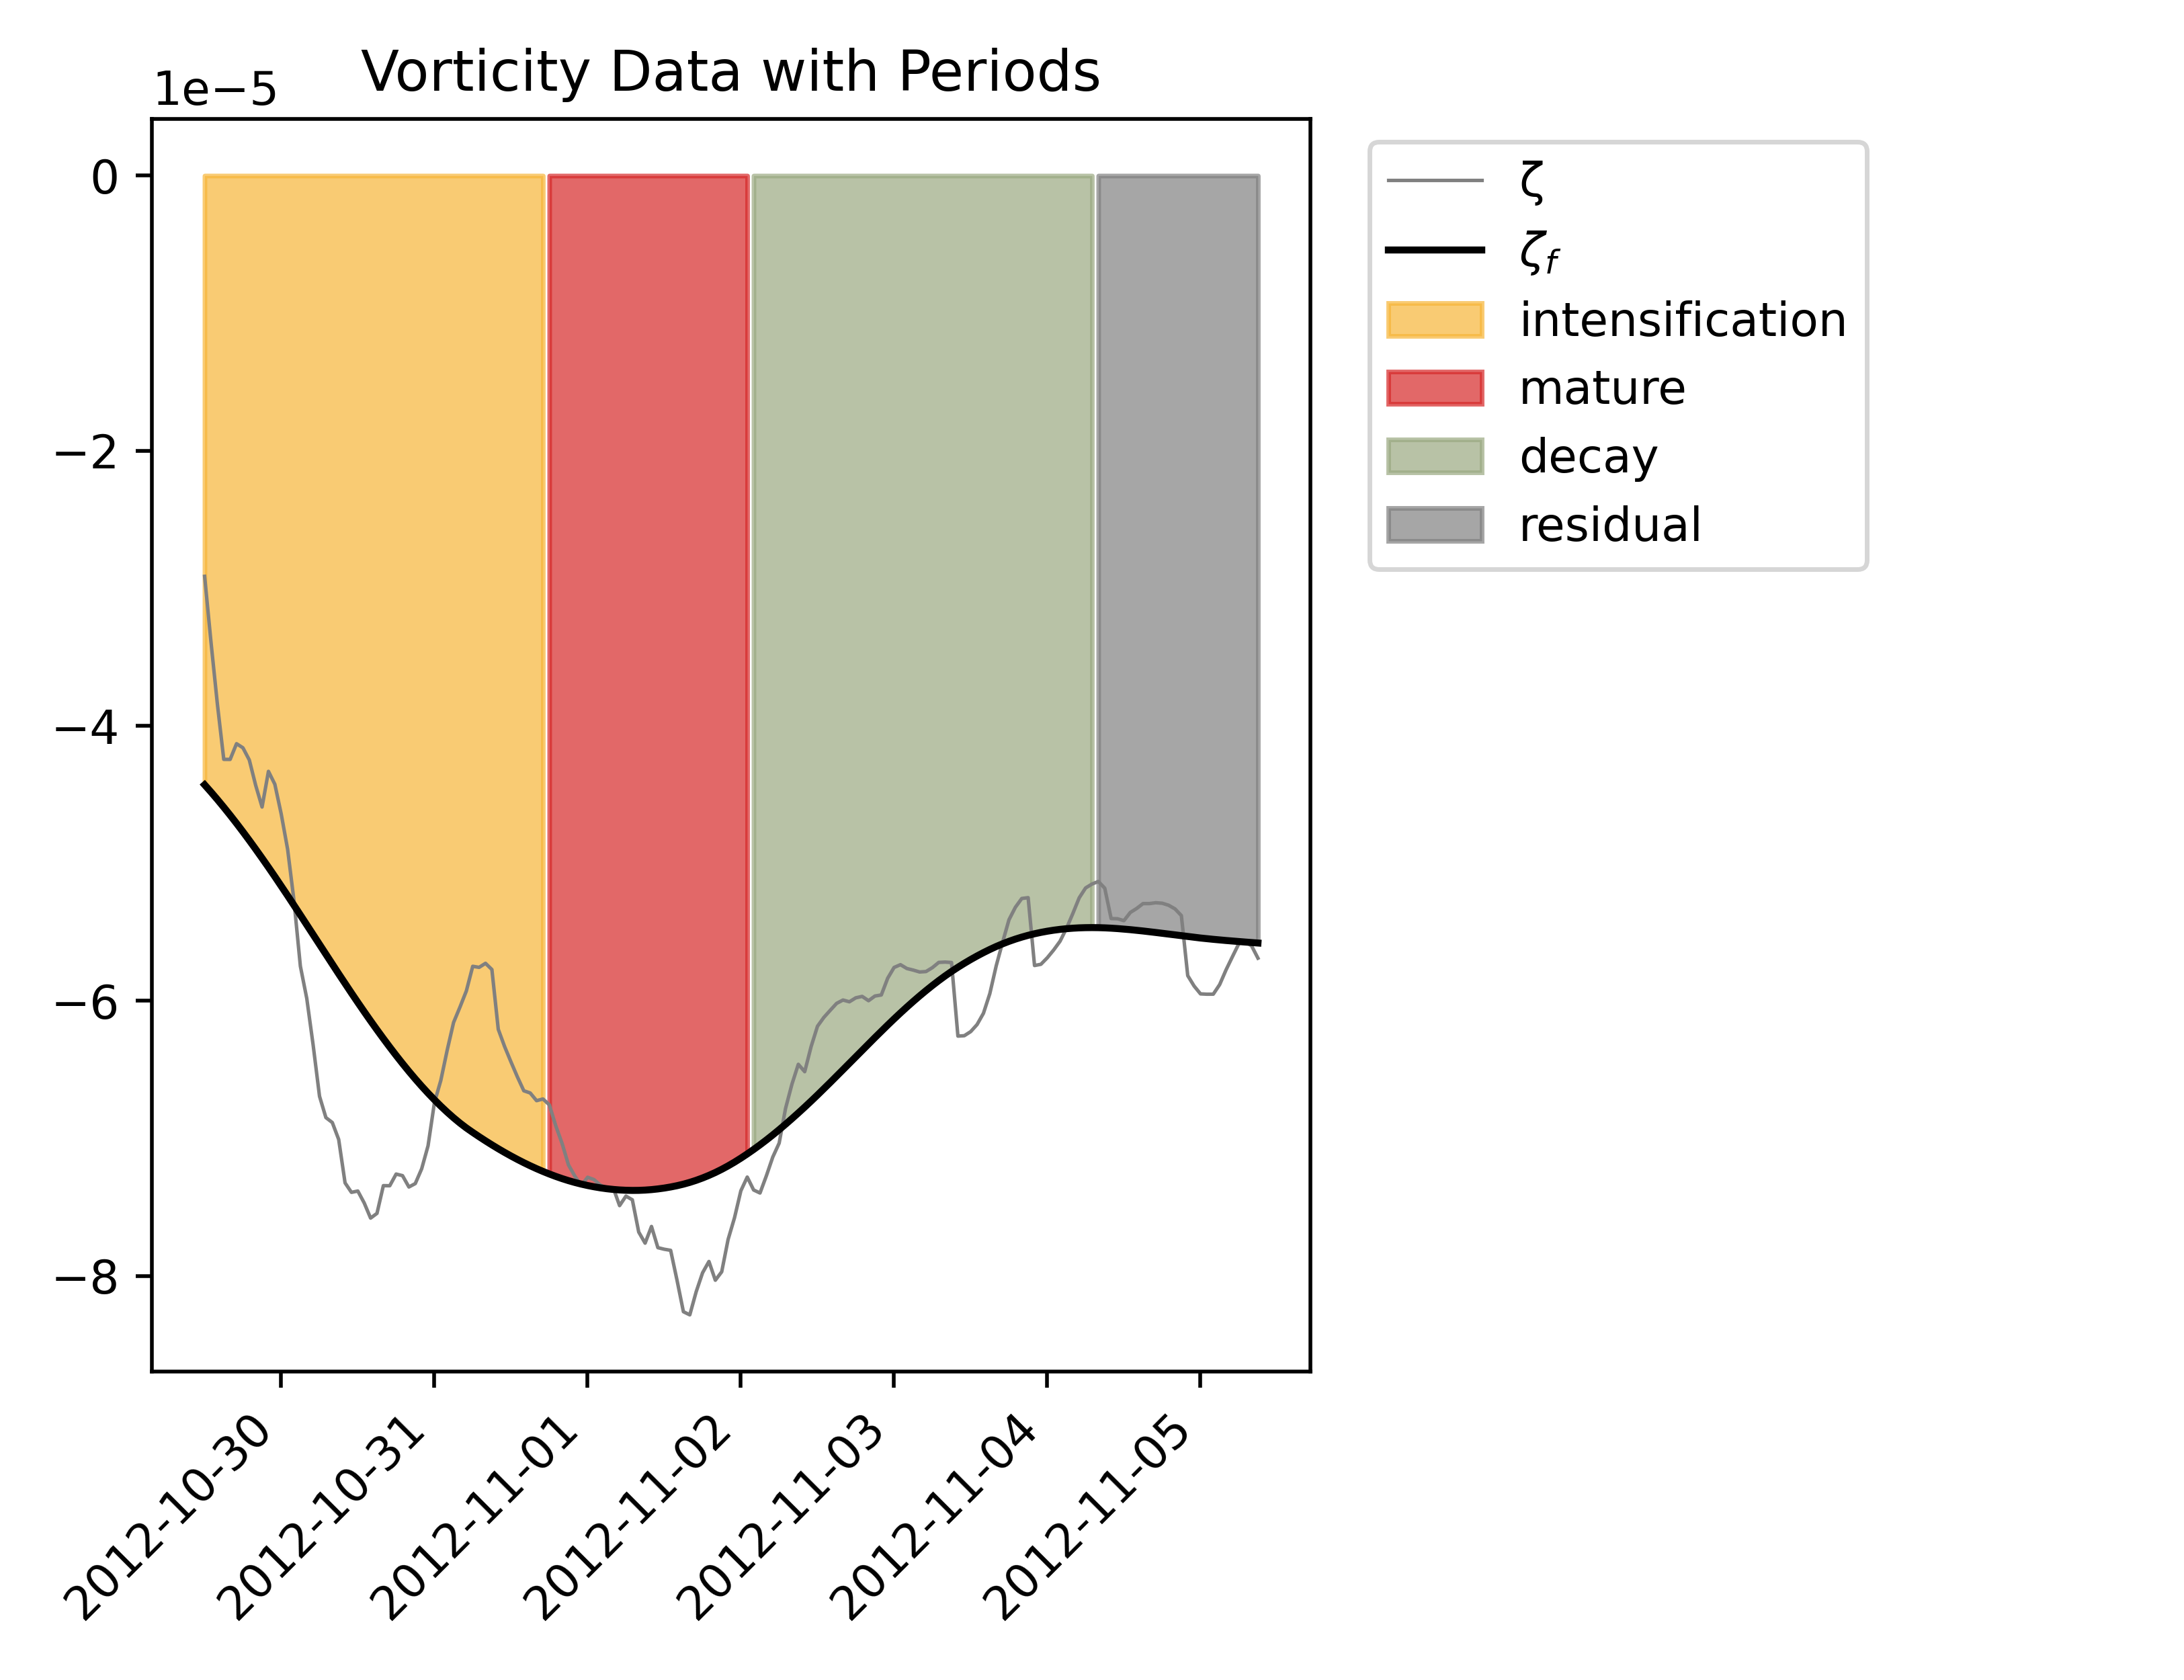 Vorticity Data with Periods
1e−5
0
−2
−4
−6
−8
2012-10-30
2012-10-31
2012-11-01
2012-11-02
2012-11-03
2012-11-04
2012-11-05
ζ
ζf
intensification
mature
decay
residual